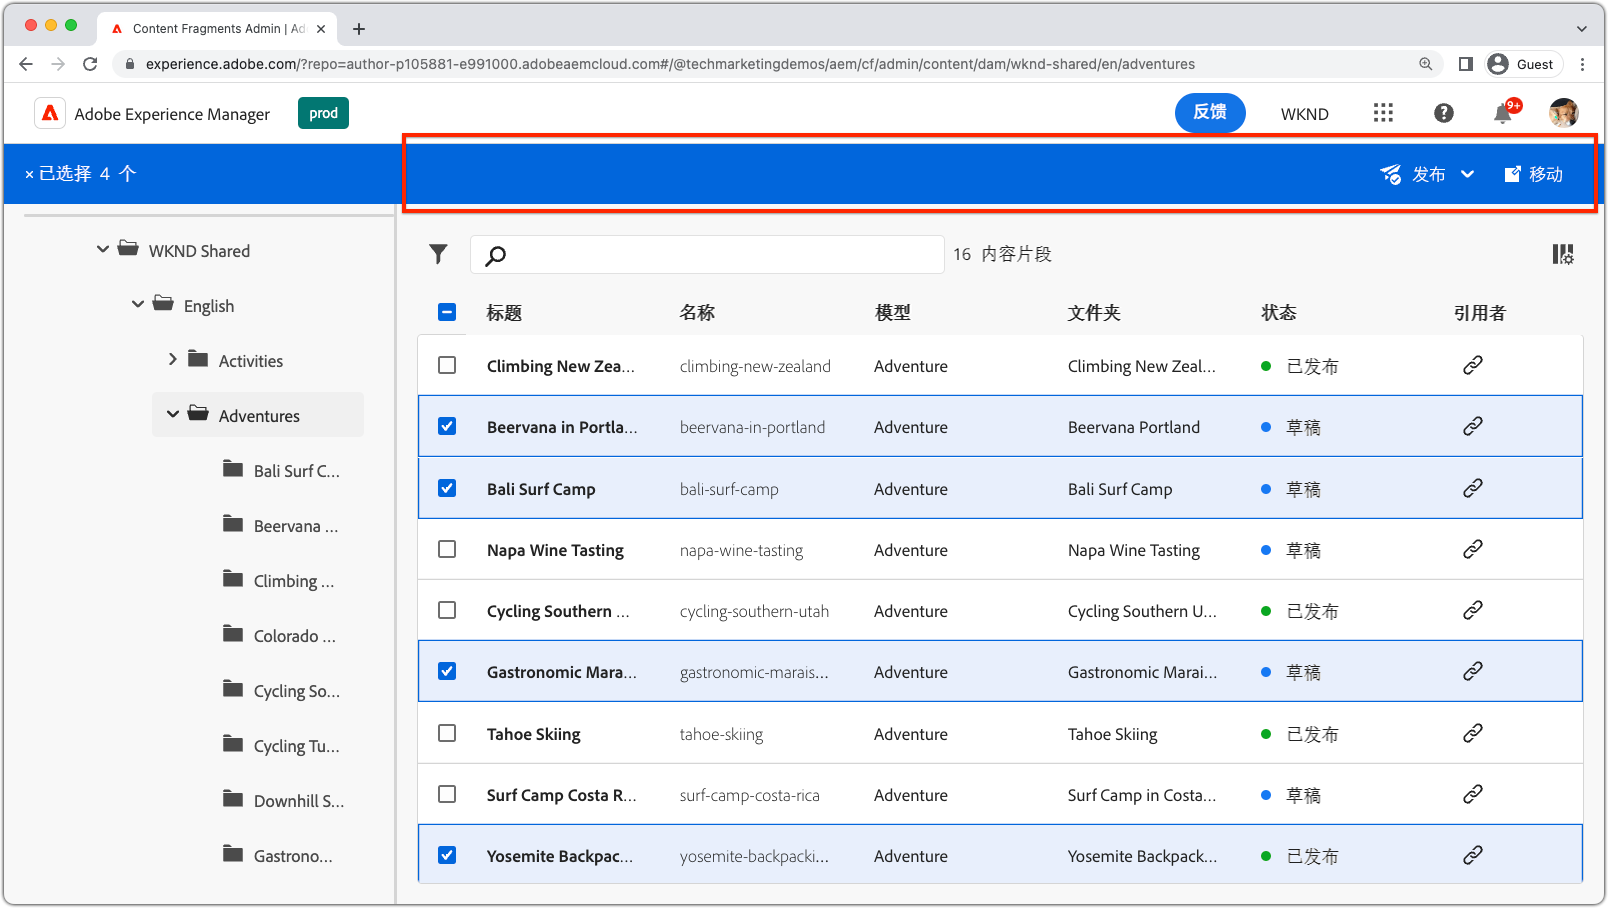 Content Fragments Admin | Ad
experience.adobe.com/?repo=author-p105881-e991000.adobeaemcloud.com#/@techmarketingdemos/aem/cf/admin/content/dam/wknd-shared/en/adventures
Guest
Adobe Experience Manager
prod
反馈
WKND
9+
× 已选择 4 个
发布
移动
WKND Shared
English
Activities
Adventures
Bali Surf C...
Beervana ...
Climbing ...
Colorado ...
Cycling So...
Cycling Tu...
Downhill S...
Gastrono...
16 内容片段
标题 名称 模型 文件夹 状态 引用者
Climbing New Zea... climbing-new-zealand Adventure Climbing New Zeal... 已发布
Beervana in Portla... beervana-in-portland Adventure Beervana Portland 草稿
Bali Surf Camp bali-surf-camp Adventure Bali Surf Camp 草稿
Napa Wine Tasting napa-wine-tasting Adventure Napa Wine Tasting 草稿
Cycling Southern ... cycling-southern-utah Adventure Cycling Southern U... 已发布
Gastronomic Mara... gastronomic-marais... Adventure Gastronomic Marai... 草稿
Tahoe Skiing tahoe-skiing Adventure Tahoe Skiing 已发布
Surf Camp Costa R... surf-camp-costa-rica Adventure Surf Camp in Costa... 草稿
Yosemite Backpac... yosemite-backpacki... Adventure Yosemite Backpack... 已发布